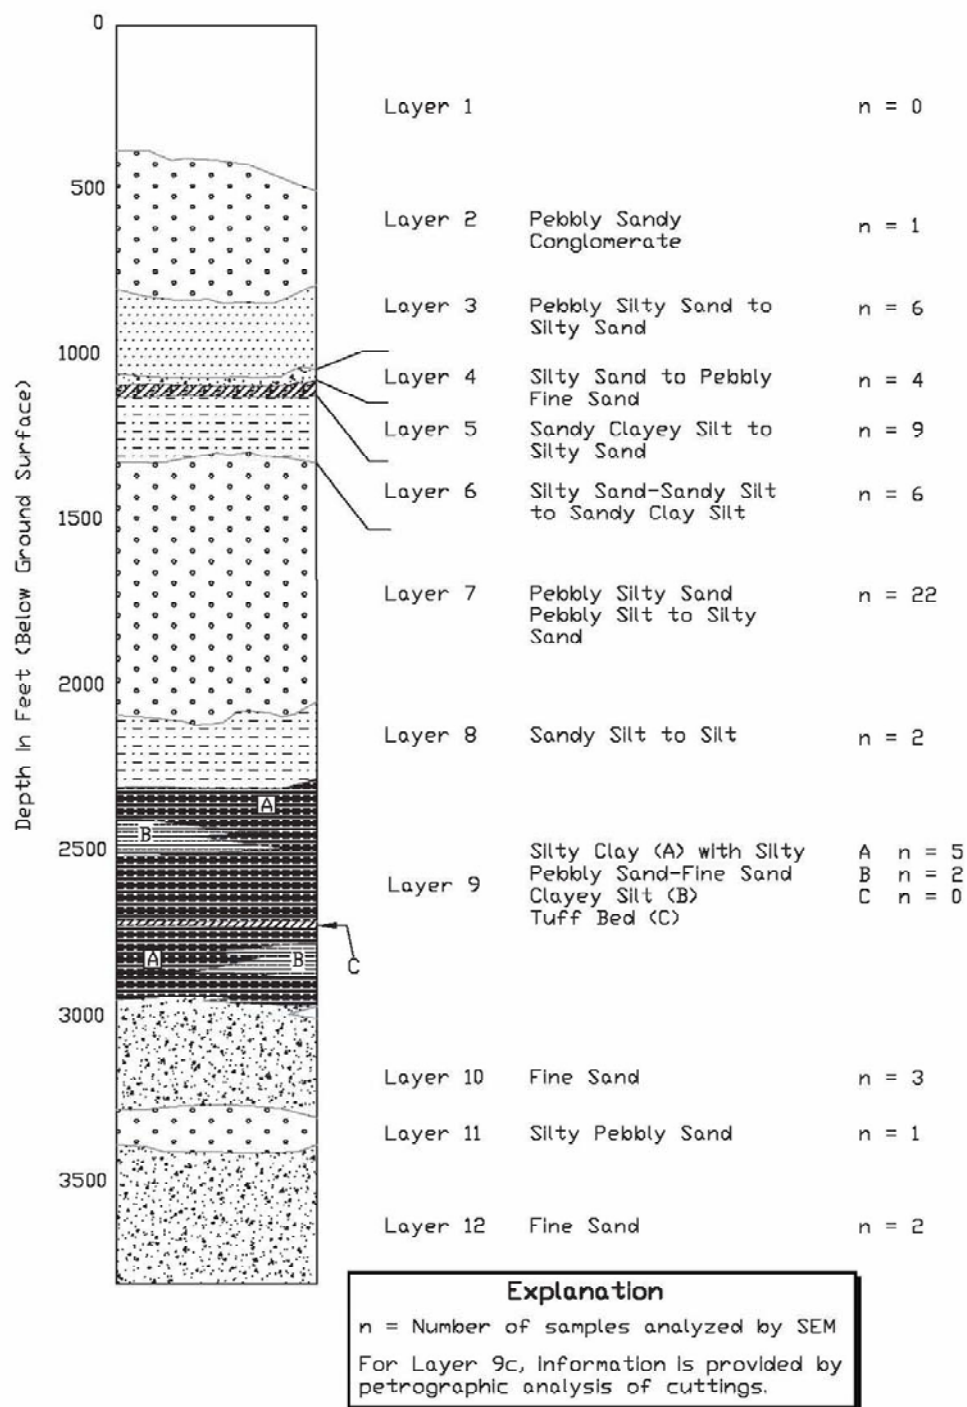 0
Layer 1 n = 0
500
Layer 2 Pebbly Sandy n = 1
Conglomerate
Layer 3 Pebbly Silty Sand to n = 6
Silty Sand
1000
Layer 4 Silty Sand to Pebbly n = 4
Fine Sand
Layer 5 Sandy Clayey Silt to n = 9
Silty Sand
Layer 6 Silty Sand-Sandy Silt n = 6
to Sandy Clay Silt
1500
Layer 7 Pebbly Silty Sand n = 22
Pebbly Silt to Silty
Sand
2000
Layer 8 Sandy Silt to Silt n = 2
A
B
2500
Layer 9
Silty Clay (A) with Silty A n = 5
Pebbly Sand-Fine Sand B n = 2
Clayey Silt (B) C n = 0
Tuff Bed (C)
A
B
C
3000
Layer 10 Fine Sand n = 3
Layer 11 Silty Pebbly Sand n = 1
3500
Layer 12 Fine Sand n = 2
Depth In Feet (Below Ground Surface)
Explanation
n = Number of samples analyzed by SEM
For Layer 9c, Information is provided by
petrographic analysis of cuttings.